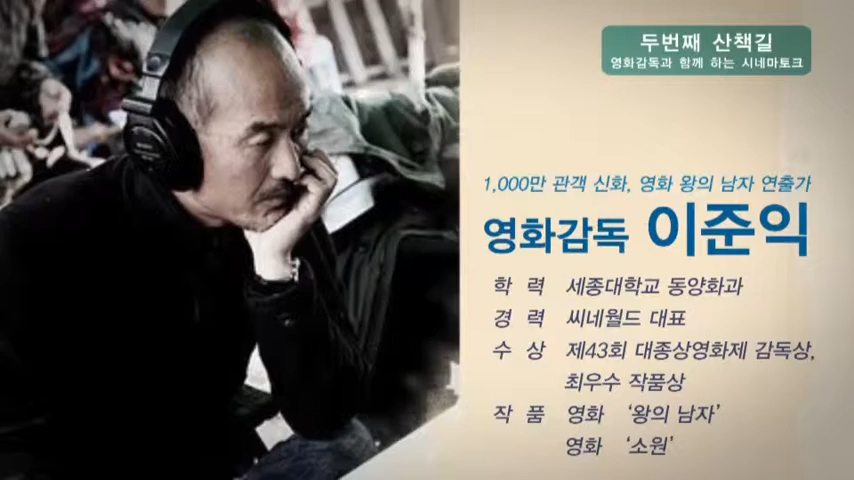 두번째 산책길
영화감독과 함께 하는 시네마토크
1,000만 관객 신화, 영화 왕의 남자 연출가
영화감독 이준익
학 력 세종대학교 동양화과
경 력 씨네월드 대표
수 상 제43회 대종상영화제 감독상,
최우수 작품상
작 품 영화 ‘왕의 남자’
영화 ‘소원’